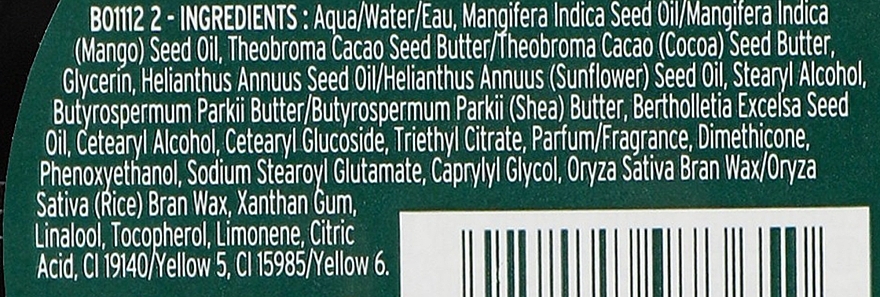 B01112 2 - INGREDIENTS : Aqua/Water/Eau, Mangifera Indica Seed Oil/Mangifera Indica
(Mango) Seed Oil, Theobroma Cacao Seed Butter/Theobroma Cacao (Cocoa) Seed Butter,
Glycerin, Helianthus Annuus Seed Oil/Helianthus Annuus (Sunflower) Seed Oil, Stearyl Alcohol,
Butyrospermum Parkii Butter/Butyrospermum Parkii (Shea) Butter, Bertholletia Excelsa Seed
Oil, Cetearyl Alcohol, Cetearyl Glucoside, Triethyl Citrate, Parfum/Fragrance, Dimethicone,
Phenoxyethanol, Sodium Stearoyl Glutamate, Caprylyl Glycol, Oryza Sativa Bran Wax/Oryza
Sativa (Rice) Bran Wax, Xanthan Gum,
Linalool, Tocopherol, Limonene, Citric
Acid, CI 19140/Yellow 5, CI 15985/Yellow 6.